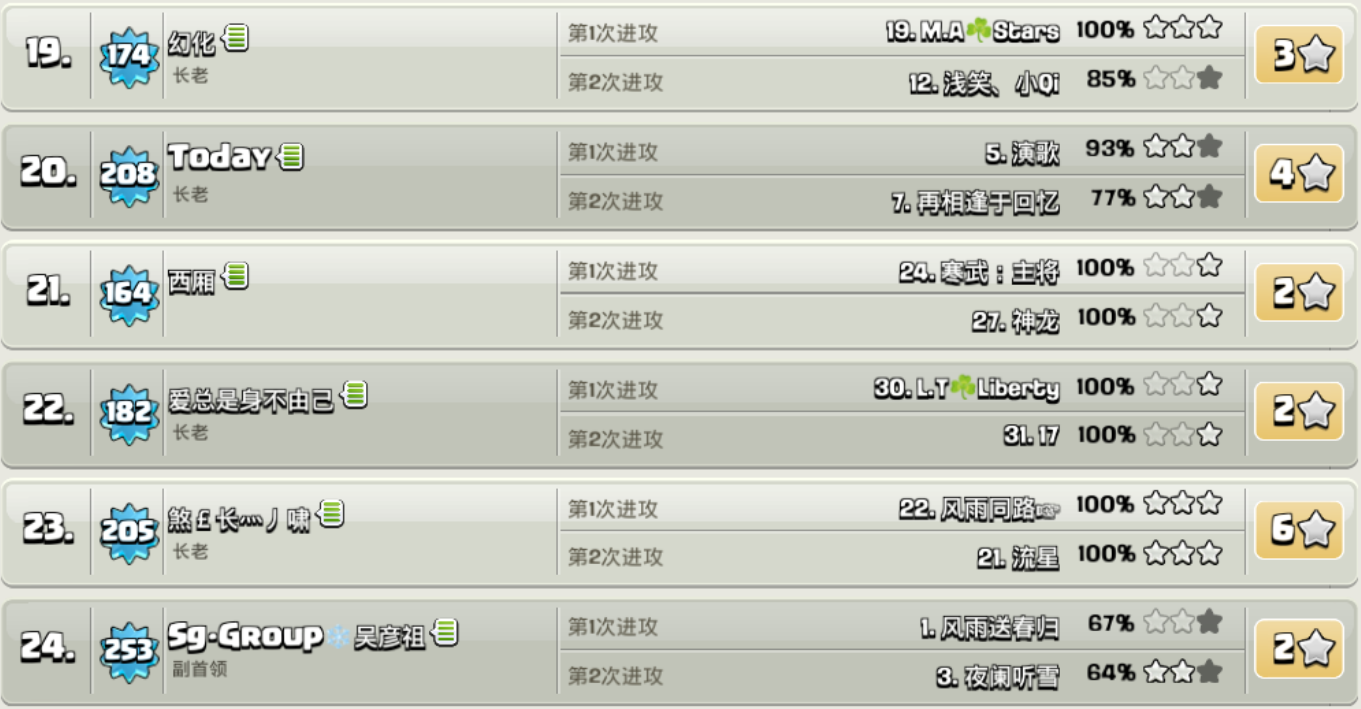 19.
174
幻化
长老
第1次进攻
19. M.A☘Stars 100%
第2次进攻
12. 浅笑、小Qi 85%
3
20.
208
Today
长老
第1次进攻
5. 演歌 93%
第2次进攻
7. 再相逢于回忆 77%
4
21.
164
西厢
第1次进攻
24. 寒武：主将 100%
第2次进攻
27. 神龙 100%
2
22.
182
爱总是身不由己
长老
第1次进攻
30. L.T☘Liberty 100%
第2次进攻
31. 17 100%
2
23.
205
煞£长灬丿啸
长老
第1次进攻
22. 风雨同路 100%
第2次进攻
21. 流星 100%
6
24.
253
Sg-Group❄吴彦祖
副首领
第1次进攻
1. 风雨送春归 67%
第2次进攻
3. 夜阑听雪 64%
2